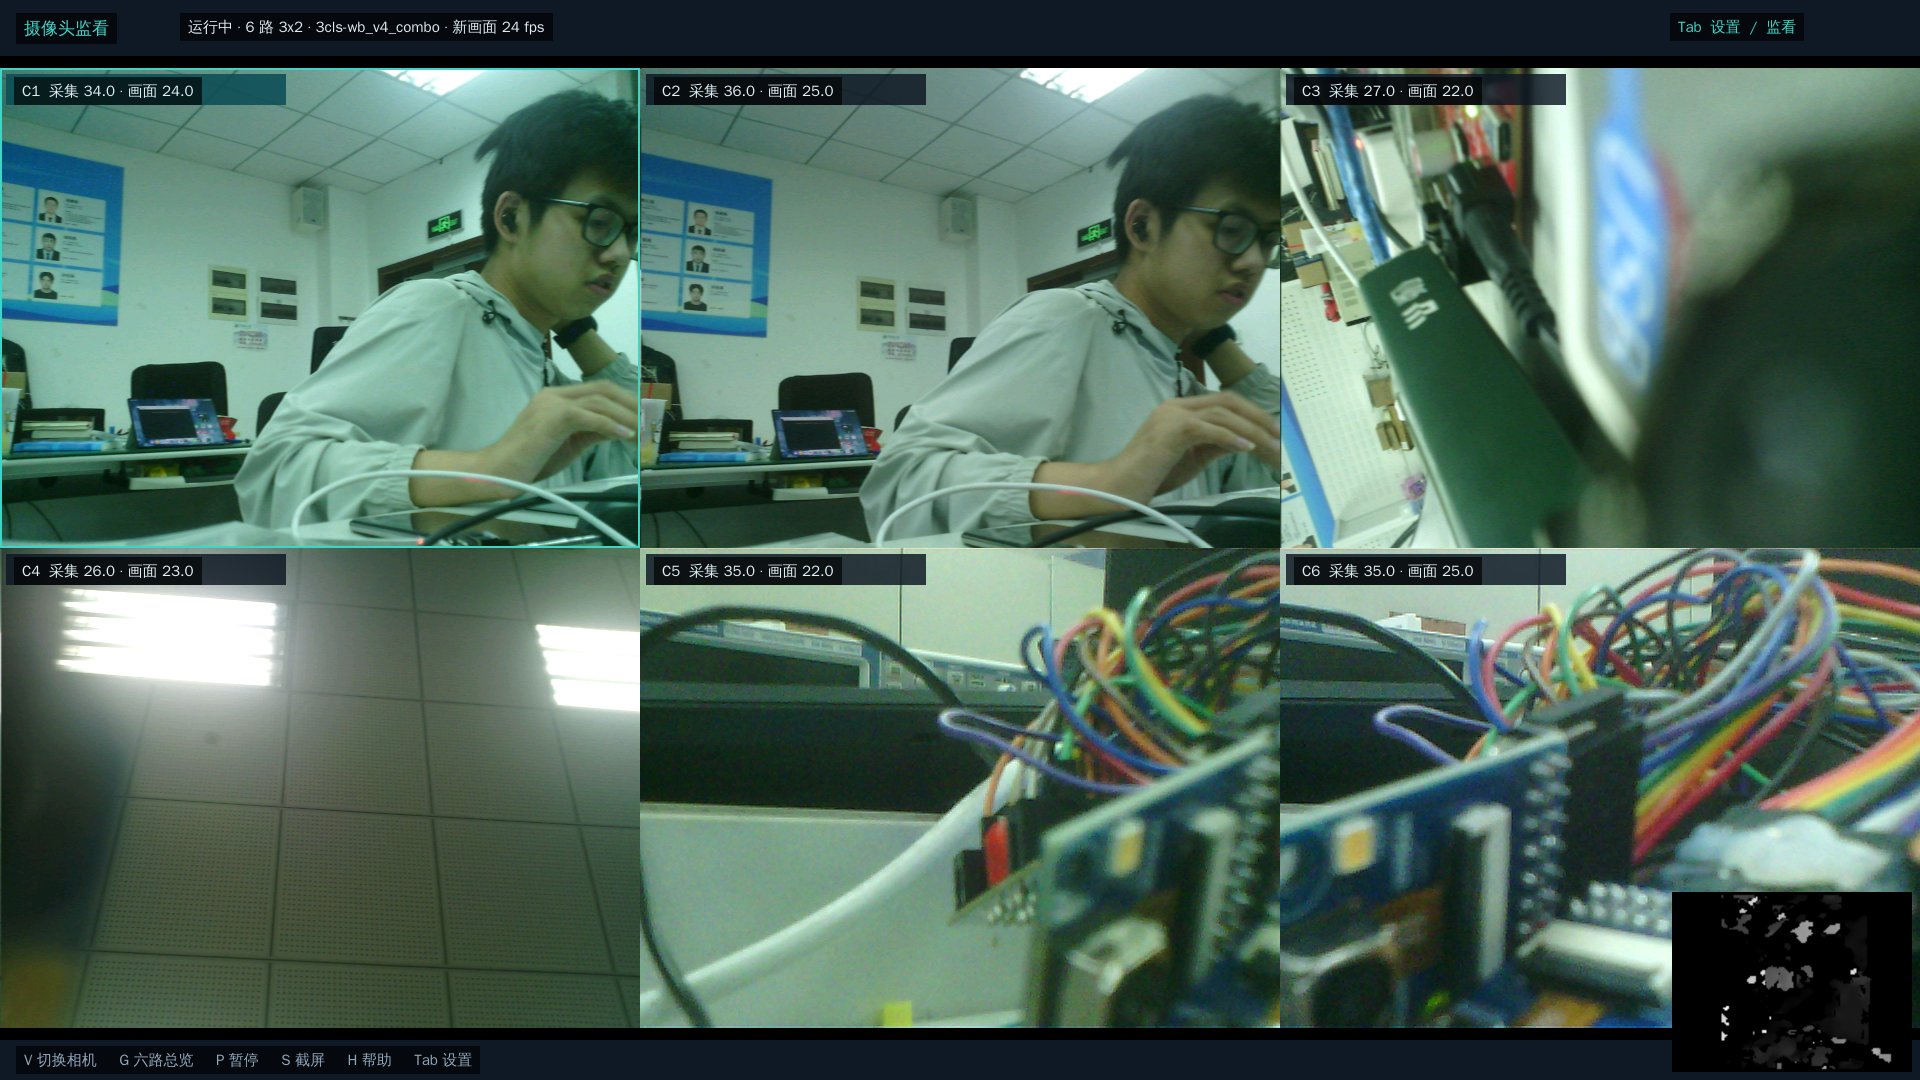 摄像头监看
运行中 · 6 路 3x2 · 3cls-wb_v4_combo · 新画面 24 fps
Tab 设置 / 监看
C1 采集 34.0 · 画面 24.0
C2 采集 36.0 · 画面 25.0
C3 采集 27.0 · 画面 22.0
C4 采集 26.0 · 画面 23.0
C5 采集 35.0 · 画面 22.0
C6 采集 35.0 · 画面 25.0
V 切换相机 G 六路总览 P 暂停 S 截屏 H 帮助 Tab 设置